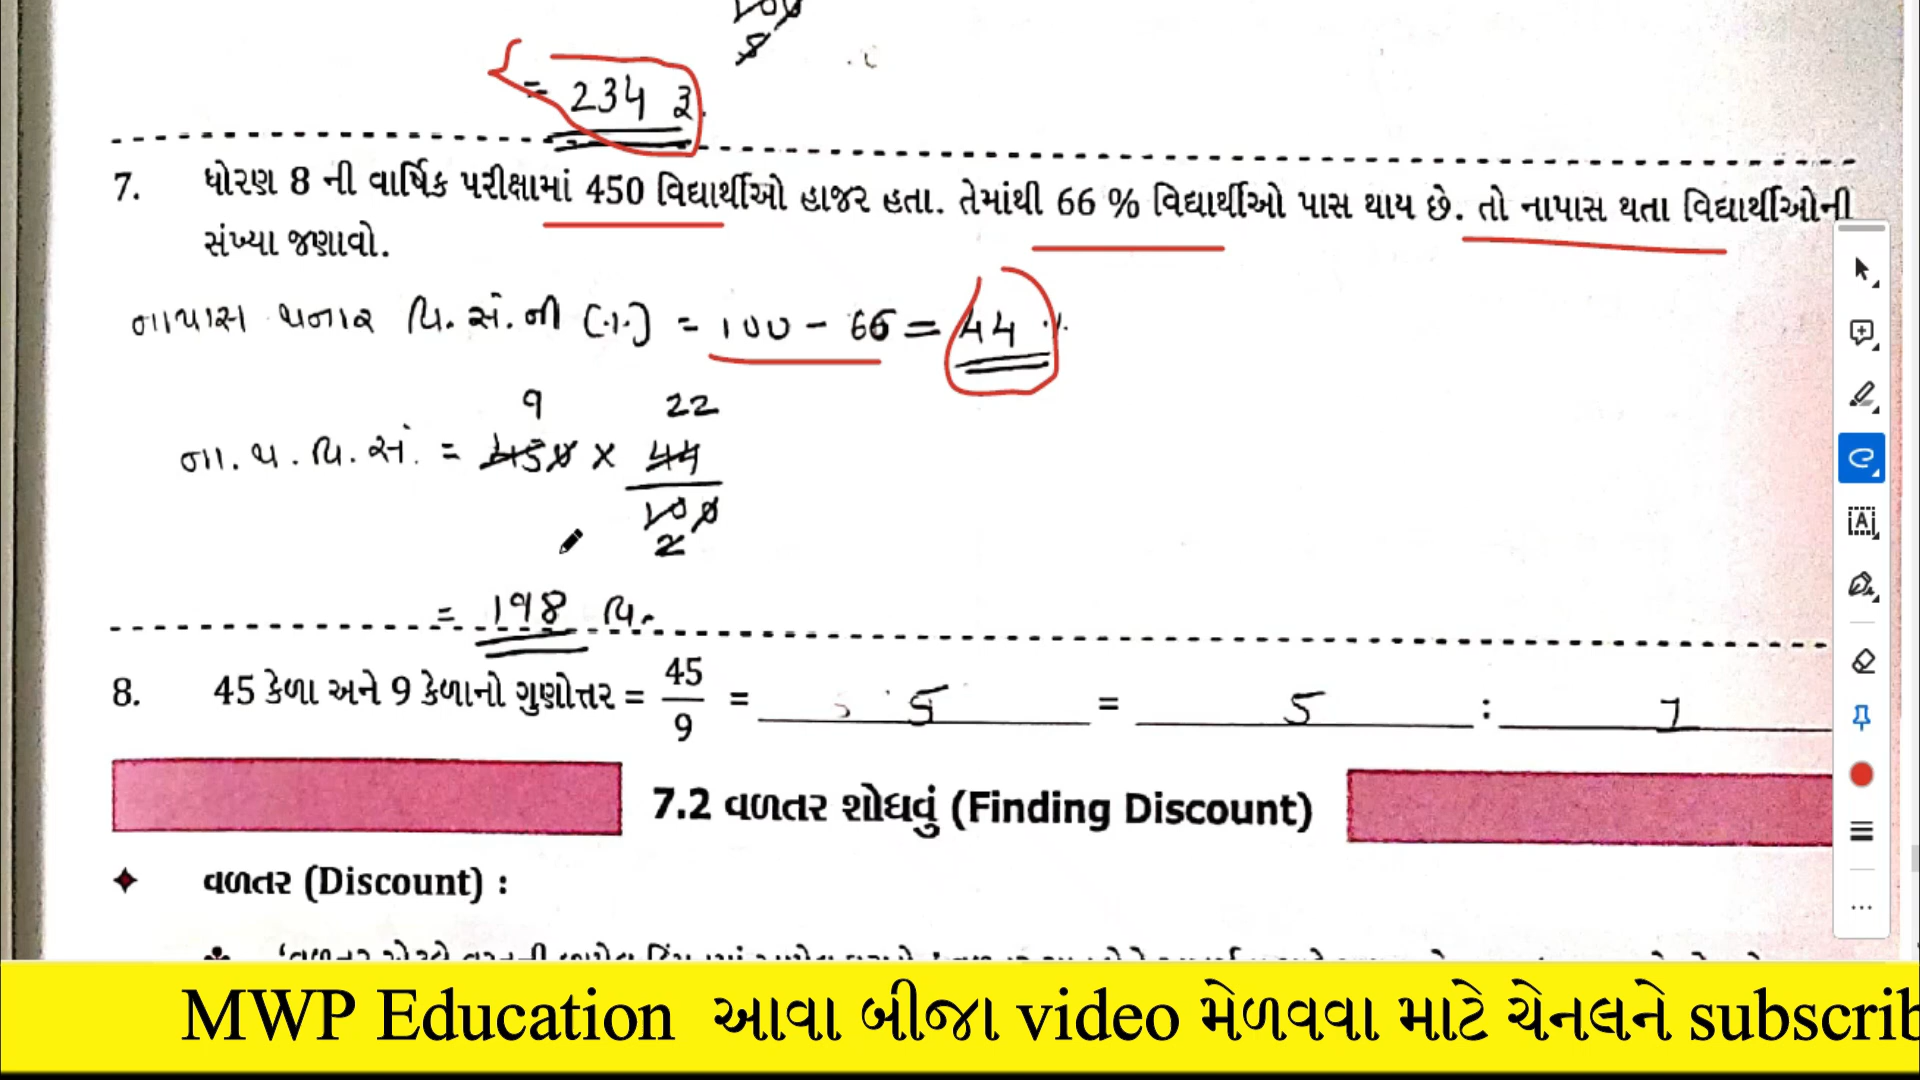 = 234 રૂ.
7. ધોરણ 8 ની વાર્ષિક પરીક્ષામાં 450 વિદ્યાર્થીઓ હાજર હતા. તેમાંથી 66 % વિદ્યાર્થીઓ પાસ થાય છે. તો નાપાસ થતા વિદ્યાર્થીઓની
સંખ્યા જણાવો.
નાપાસ થનાર વિ. સં. ની (%) = 100 - 66 = 44 %
9 22
ના. થ. વિ. સં. = 450 × 44
100
2
= 198 વિ.
8. 45 કેળા અને 9 કેળાનો ગુણોત્તર = 45/9 = 5 = 5 : 1
7.2 વળતર શોધવું (Finding Discount)
વળતર (Discount) :
MWP Education આવા બીજા video મેળવવા માટે ચેનલને subscrib